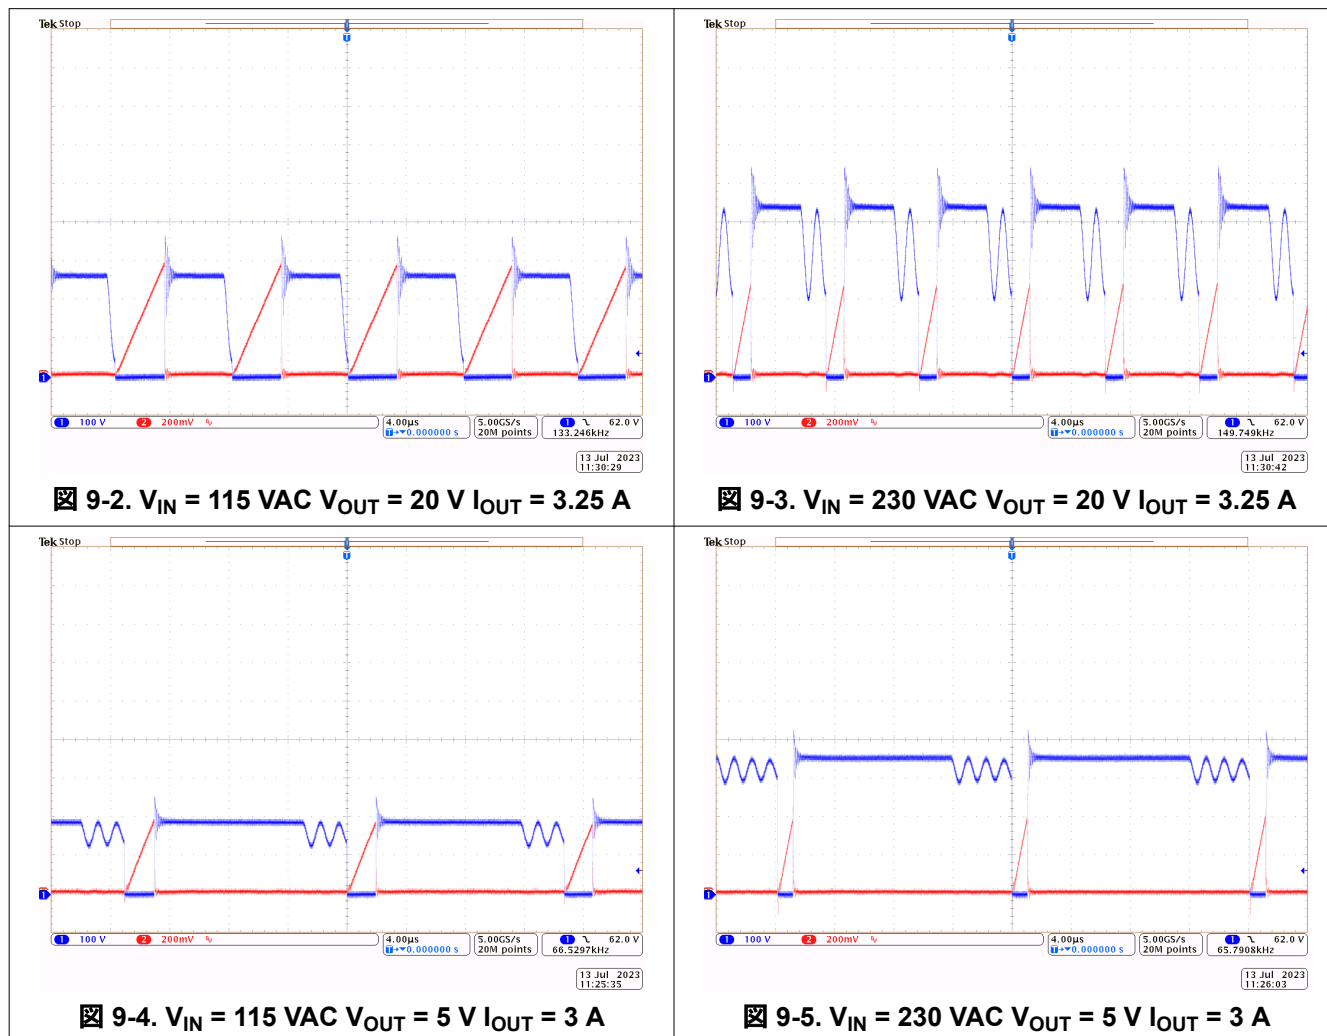 Tek Stop
T
T
1
1 100 V 2 200mV
4.00µs
T→▼0.000000 s
5.00GS/s
20M points
1 62.0 V
133.246kHz
13 Jul 2023
11:30:29
図 9-2. VIN = 115 VAC VOUT = 20 V IOUT = 3.25 A
Tek Stop
T
T
1
1 100 V 2 200mV
4.00µs
T→▼0.000000 s
5.00GS/s
20M points
1 62.0 V
149.749kHz
13 Jul 2023
11:30:42
図 9-3. VIN = 230 VAC VOUT = 20 V IOUT = 3.25 A
Tek Stop
T
T
1
1 100 V 2 200mV
4.00µs
T→▼0.000000 s
5.00GS/s
20M points
1 62.0 V
66.5297kHz
13 Jul 2023
11:25:35
図 9-4. VIN = 115 VAC VOUT = 5 V IOUT = 3 A
Tek Stop
T
T
1
1 100 V 2 200mV
4.00µs
T→▼0.000000 s
5.00GS/s
20M points
1 62.0 V
65.7908kHz
13 Jul 2023
11:26:03
図 9-5. VIN = 230 VAC VOUT = 5 V IOUT = 3 A